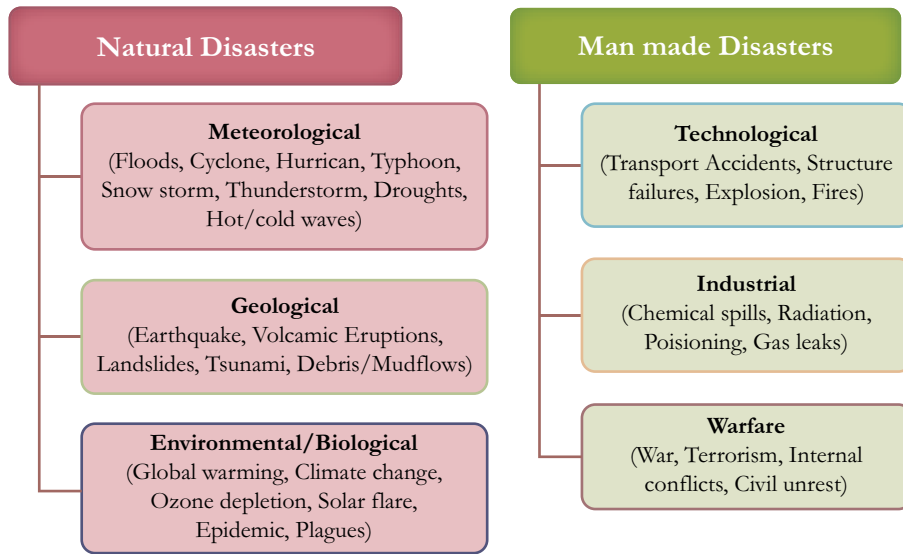 Natural Disasters
Meteorological
(Floods, Cyclone, Hurrican, Typhoon,
Snow storm, Thunderstorm, Droughts,
Hot/cold waves)
Geological
(Earthquake, Volcamic Eruptions,
Landslides, Tsunami, Debris/Mudflows)
Environmental/Biological
(Global warming, Climate change,
Ozone depletion, Solar flare,
Epidemic, Plagues)
Man made Disasters
Technological
(Transport Accidents, Structure
failures, Explosion, Fires)
Industrial
(Chemical spills, Radiation,
Poisioning, Gas leaks)
Warfare
(War, Terrorism, Internal
conflicts, Civil unrest)